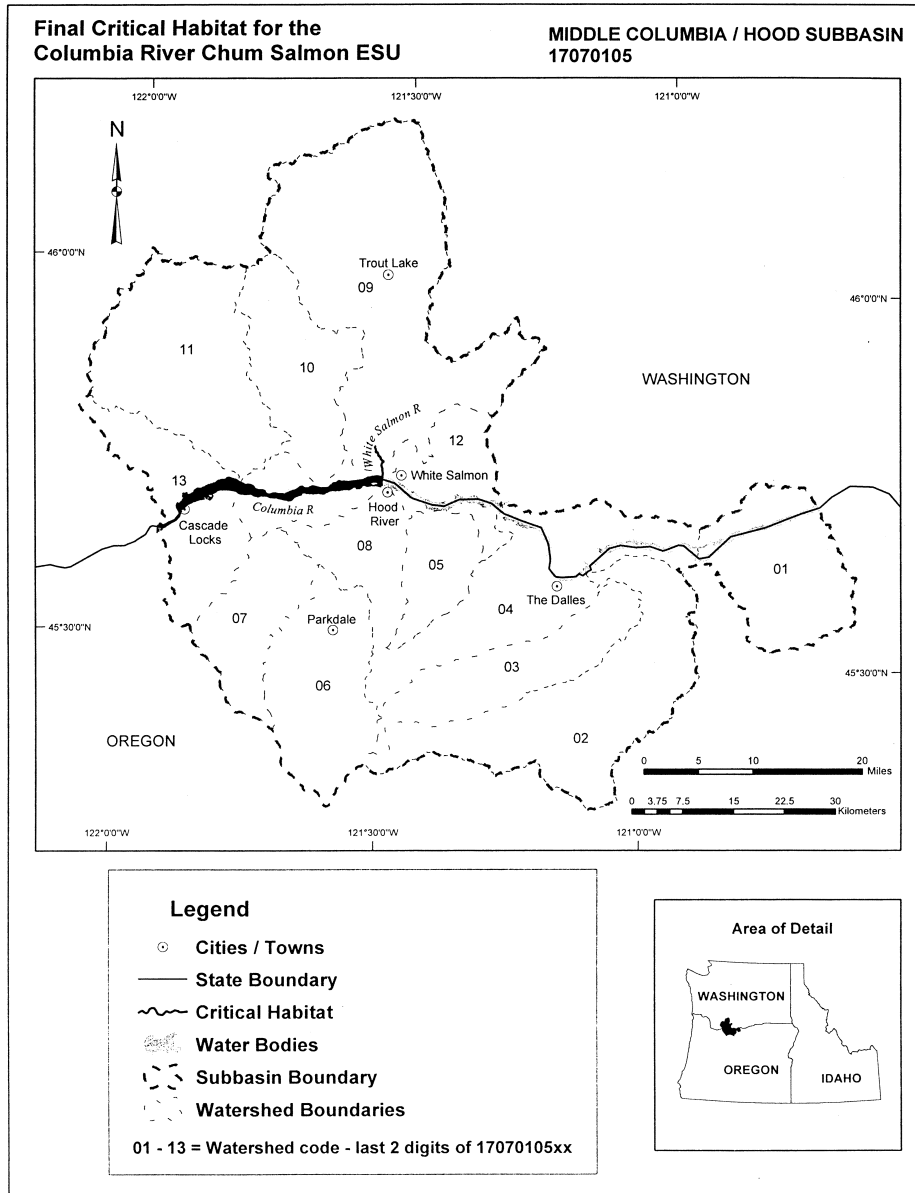 Final Critical Habitat for the
Columbia River Chum Salmon ESU
MIDDLE COLUMBIA / HOOD SUBBASIN
17070105
122°0'0"W
121°30'0"W
121°0'0"W
N
46°0'0"N
46°0'0"N
Trout Lake
09
11
10
WASHINGTON
White Salmon R
12
White Salmon
13
Columbia R
Hood
River
Cascade
Locks
08
05
01
The Dalles
04
07
Parkdale
45°30'0"N
03
45°30'0"N
06
02
OREGON
0 5 10 20
Miles
0 3.75 7.5 15 22.5 30
Kilometers
122°0'0"W
121°30'0"W
121°0'0"W
Legend
Cities / Towns
State Boundary
Critical Habitat
Water Bodies
Subbasin Boundary
Watershed Boundaries
01 - 13 = Watershed code - last 2 digits of 17070105xx
Area of Detail
WASHINGTON
OREGON
IDAHO